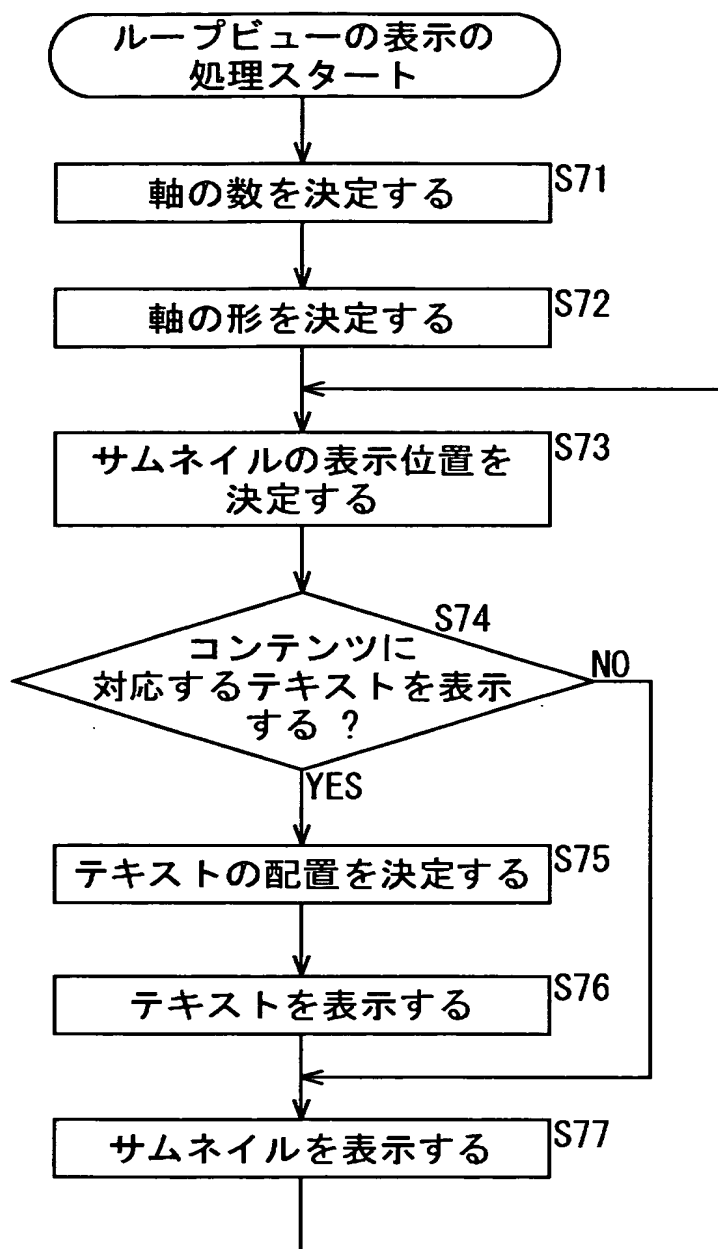 ループビューの表示の
処理スタート
S71
軸の数を決定する
S72
軸の形を決定する
S73
サムネイルの表示位置を
決定する
S74
コンテンツに
対応するテキストを表示
する ?
NO
YES
S75
テキストの配置を決定する
S76
テキストを表示する
S77
サムネイルを表示する